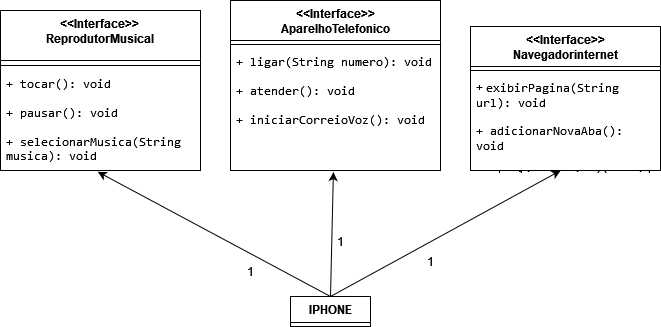 <<Interface>>
ReprodutorMusical
+ tocar(): void
+ pausar(): void
+ selecionarMusica(String
musica): void
<<Interface>>
AparelhoTelefonico
+ ligar(String numero): void
+ atender(): void
+ iniciarCorreioVoz(): void
<<Interface>>
Navegadorinternet
+ exibirPagina(String
url): void
+ adicionarNovaAba():
void
1
1
1
IPHONE